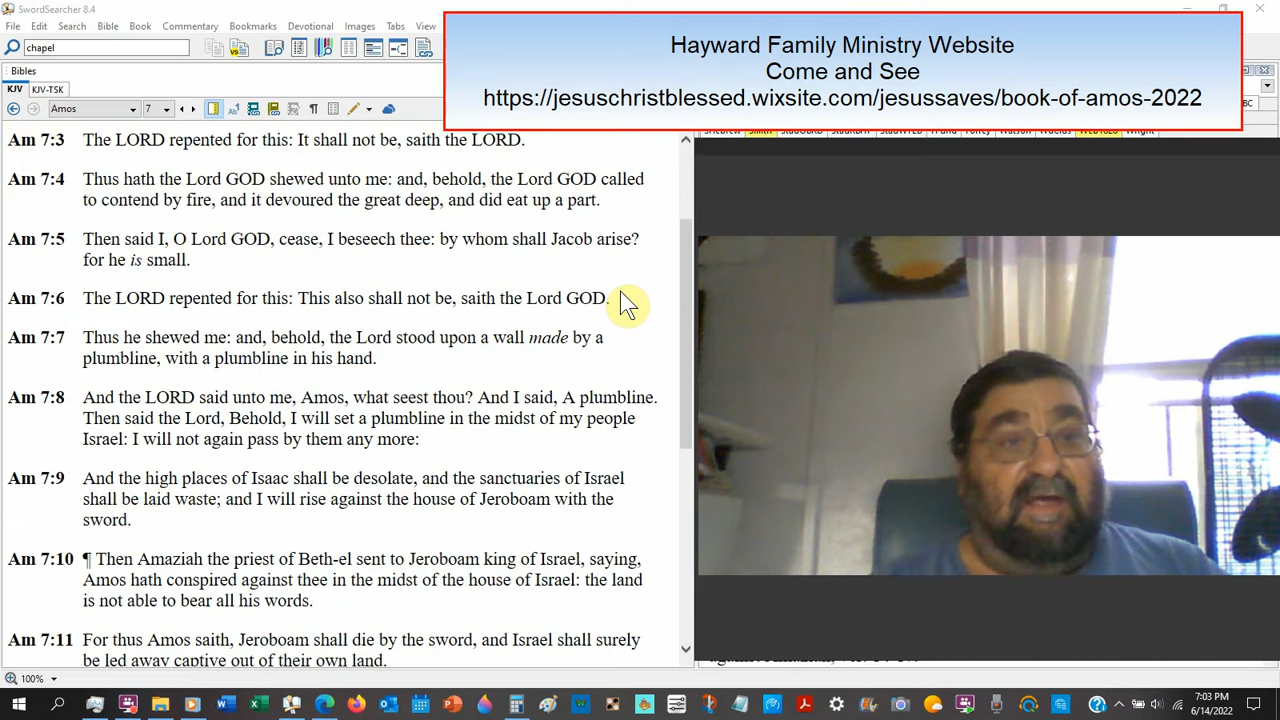 SwordSearcher 8.4
File Edit Search Bible Book Commentary Bookmarks Devotional Images Tabs View
chapel
Hayward Family Ministry Website
Come and See
https://jesuschristblessed.wixsite.com/jesussaves/book-of-amos-2022
Bibles
KJV KJV-TSK
Amos 7
Am 7:3 The LORD repented for this: It shall not be, saith the LORD.
Am 7:4 Thus hath the Lord GOD shewed unto me: and, behold, the Lord GOD called
to contend by fire, and it devoured the great deep, and did eat up a part.
Am 7:5 Then said I, O Lord GOD, cease, I beseech thee: by whom shall Jacob arise?
for he is small.
Am 7:6 The LORD repented for this: This also shall not be, saith the Lord GOD.
Am 7:7 Thus he shewed me: and, behold, the Lord stood upon a wall made by a
plumbline, with a plumbline in his hand.
Am 7:8 And the LORD said unto me, Amos, what seest thou? And I said, A plumbline.
Then said the Lord, Behold, I will set a plumbline in the midst of my people
Israel: I will not again pass by them any more:
Am 7:9 And the high places of Isaac shall be desolate, and the sanctuaries of Israel
shall be laid waste; and I will rise against the house of Jeroboam with the
sword.
Am 7:10 ¶ Then Amaziah the priest of Beth-el sent to Jeroboam king of Israel, saying,
Amos hath conspired against thee in the midst of the house of Israel: the land
is not able to bear all his words.
Am 7:11 For thus Amos saith, Jeroboam shall die by the sword, and Israel shall surely
be led away captive out of their own land.
100%
7:03 PM
6/14/2022